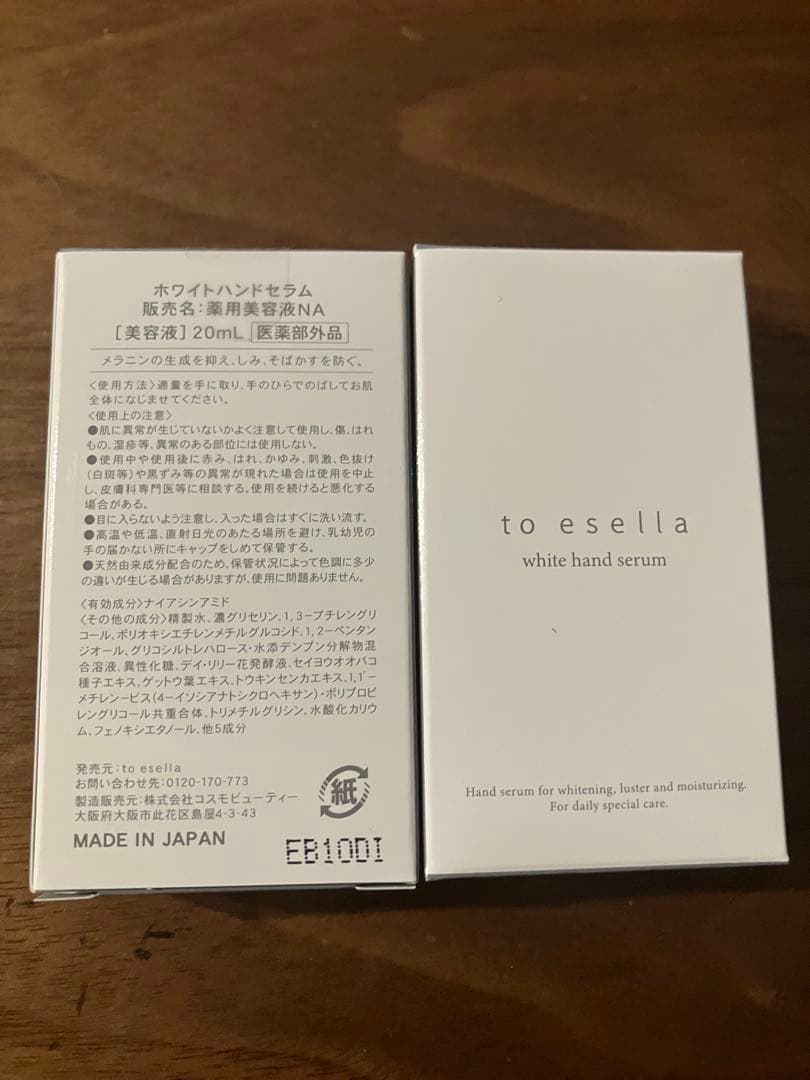 ホワイトハンドセラム
販売名：薬用美容液NA
［美容液］20mL 医薬部外品
メラニンの生成を抑え、しみ、そばかすを防ぐ。
〈使用方法〉適量を手に取り、手のひらでのばしてお肌
全体になじませてください。
〈使用上の注意〉
●肌に異常が生じていないかよく注意して使用し、傷、はれ
もの、湿疹等、異常のある部位には使用しない。
●使用中や使用後に赤み、はれ、かゆみ、刺激、色抜け
（白斑等）や黒ずみ等の異常が現れた場合は使用を中止
し、皮膚科専門医等に相談する。使用を続けると悪化する
場合がある。
●目に入らないよう注意し、入った場合はすぐに洗い流す。
●高温や低温、直射日光のあたる場所を避け、乳幼児の
手の届かない所にキャップをしめて保管する。
●天然由来成分配合のため、保管状況によって色調に多少
の違いが生じる場合がありますが、使用に問題ありません。
〈有効成分〉ナイアシンアミド
〈その他の成分〉精製水、濃グリセリン、1，3－ブチレングリ
コール、ポリオキシエチレンメチルグルコシド、1，2－ペンタン
ジオール、グリコシルトレハロース・水添デンプン分解物混
合溶液、異性化糖、デイ・リリー花発酵液、セイヨウオオバコ
種子エキス、ゲットウ葉エキス、トウキンセンカエキス、1，1'－
メチレン－ビス（4－イソシアナトシクロヘキサン）・ポリプロピ
レングリコール共重合体、トリメチルグリシン、水酸化カリウ
ム、フェノキシエタノール、他5成分
発売元：to esella
お問い合わせ先：0120-170-773
製造販売元：株式会社コスモビューティー
大阪府大阪市此花区島屋4-3-43
MADE IN JAPAN
紙
EB10DI
to esella
white hand serum
Hand serum for whitening, luster and moisturizing.
For daily special care.